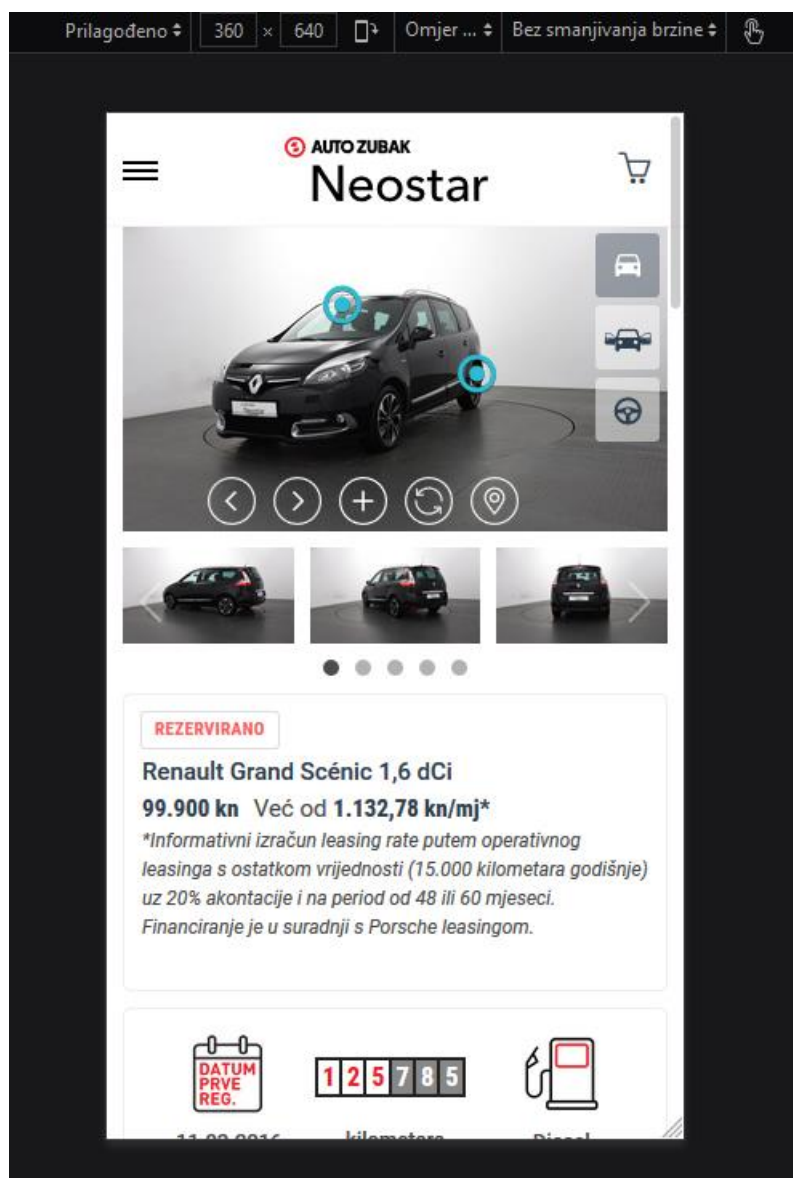 Prilagođeno 360 × 640 Omjer ... Bez smanjivanja brzine
AUTO ZUBAK
Neostar
Neostar
REZERVIRANO
Renault Grand Scénic 1,6 dCi
99.900 kn Već od 1.132,78 kn/mj*
*Informativni izračun leasing rate putem operativnog
leasinga s ostatkom vrijednosti (15.000 kilometara godišnje)
uz 20% akontacije i na period od 48 ili 60 mjeseci.
Financiranje je u suradnji s Porsche leasingom.
DATUM
PRVE
REG.
125785
kilometara Diesel